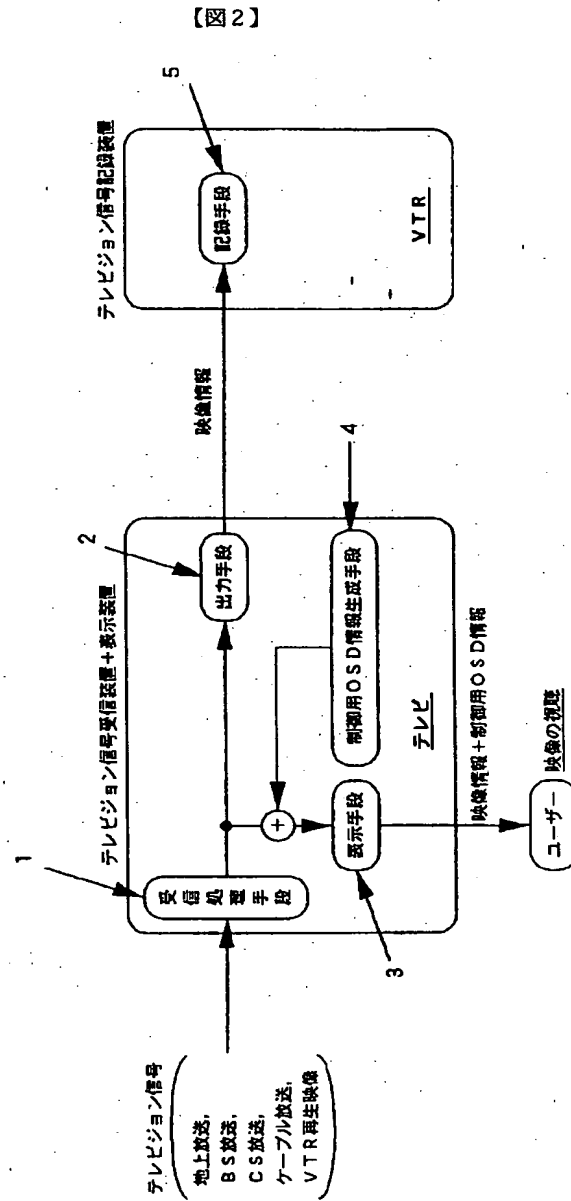 【図2】
テレビジョン信号
地上放送，
BS放送，
CS放送，
ケーブル放送，
VTR再生映像
1
テレビジョン信号受信装置＋表示装置
受信処理手段
2
出力手段
＋
表示手段
3
制御用OSD情報生成手段
4
テレビ
映像情報＋制御用OSD情報
ユーザー
映像の視聴
映像情報
テレビジョン信号記録装置
記録手段
5
VTR